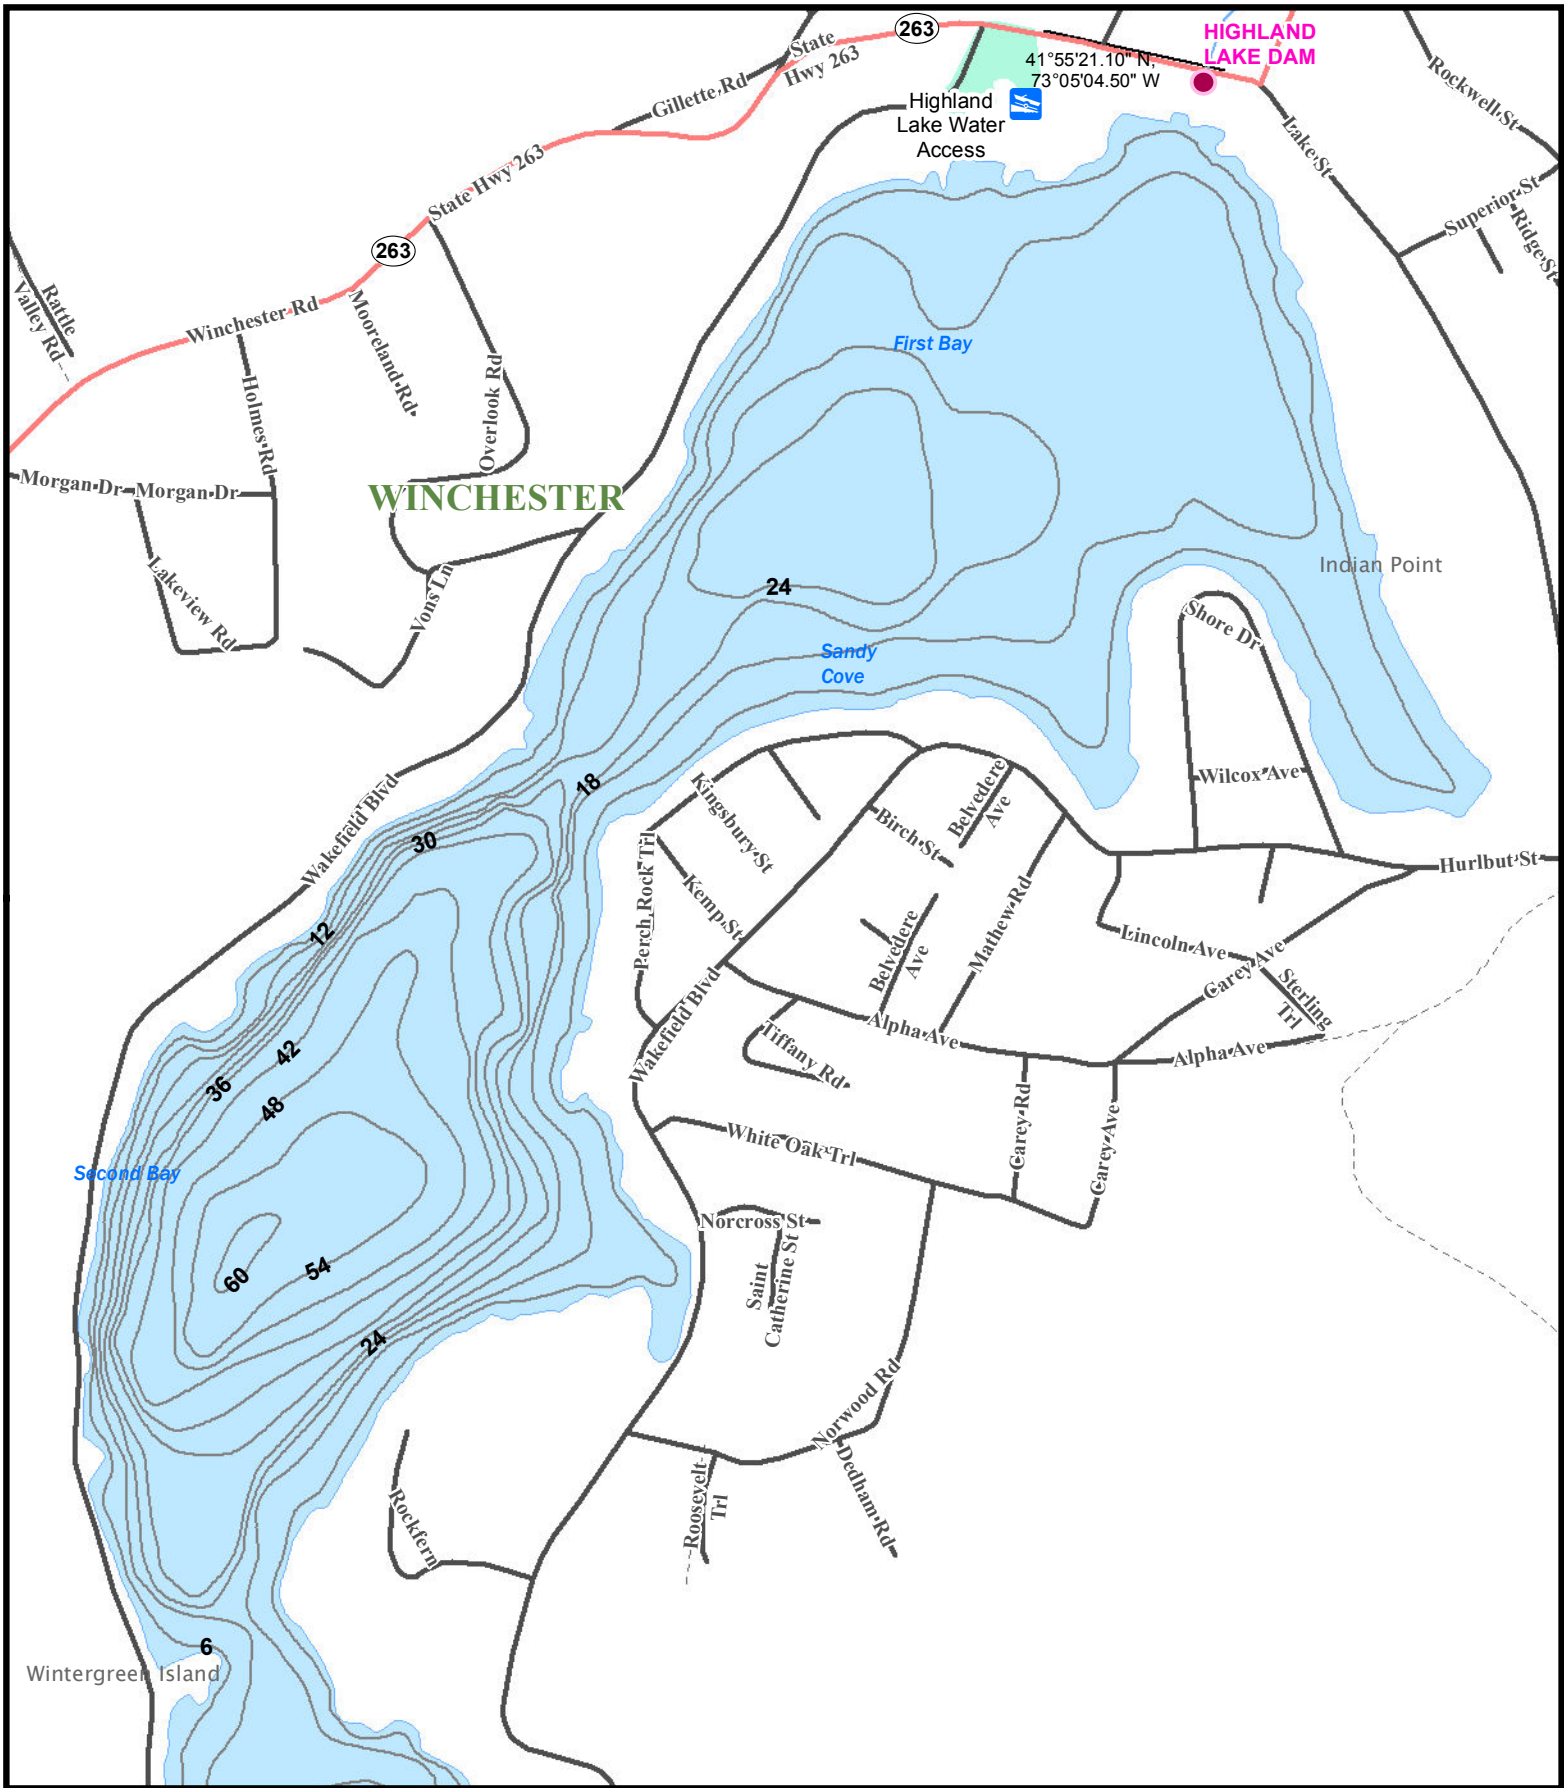 263
HIGHLAND
LAKE DAM
State
Hwy 263
41°55'21.10" N,
73°05'04.50" W
Gillette Rd
Highland
Lake Water
Access
Rockwell St
Lake St
State Hwy 263
Superior St
Ridge St
263
Rattle
Valley Rd
Winchester Rd
Mooreland Rd
First Bay
Holmes Rd
Overlook Rd
Morgan Dr
Morgan Dr
WINCHESTER
Indian Point
Lakeview Rd
Vons Ln
24
Shore Dr
Sandy
Cove
18
Wakefield Blvd
Kingsbury St
Belvedere
Ave
Wilcox Ave
Birch St
30
Perch Rock Trl
Hurlbut St
Kemp St
12
Belvedere
Ave
Mathew Rd
Lincoln Ave
Carey Ave
Sterling
Trl
Wakefield Blvd
Alpha Ave
Tiffany Rd
Alpha Ave
42
36
48
Carey Rd
Carey Ave
White Oak Trl
Second Bay
Norcross St
Saint
Catherine St
54
60
24
Norwood Rd
Dedham Rd
Roosevelt
Trl
Rockfern
6
Wintergreen Island